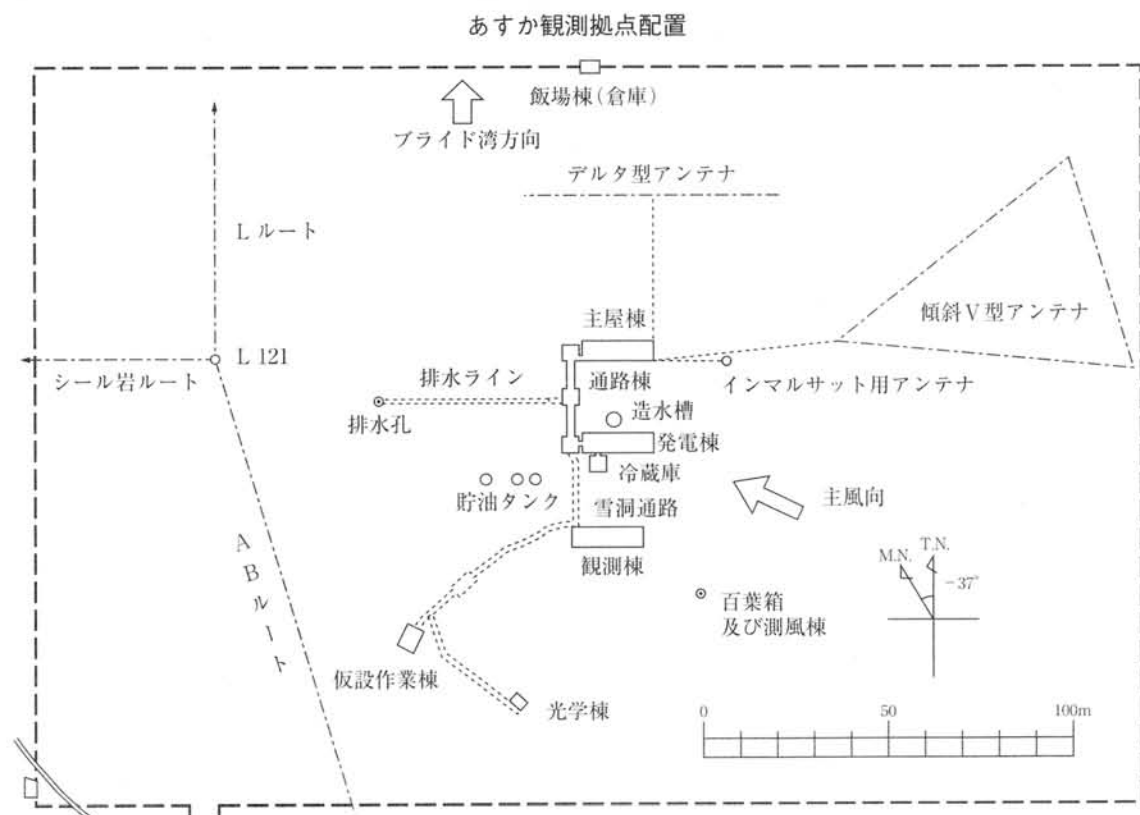 あすか観測拠点配置
飯場棟(倉庫)
ブライド湾方向
デルタ型アンテナ
Lルート
傾斜V型アンテナ
主屋棟
L 121
シール岩ルート
排水ライン
通路棟
インマルサット用アンテナ
排水孔
造水槽
発電棟
冷蔵庫
貯油タンク
雪洞通路
主風向
観測棟
ABルート
M.N.
T.N.
-37°
百葉箱
及び測風棟
仮設作業棟
光学棟
0
50
100m